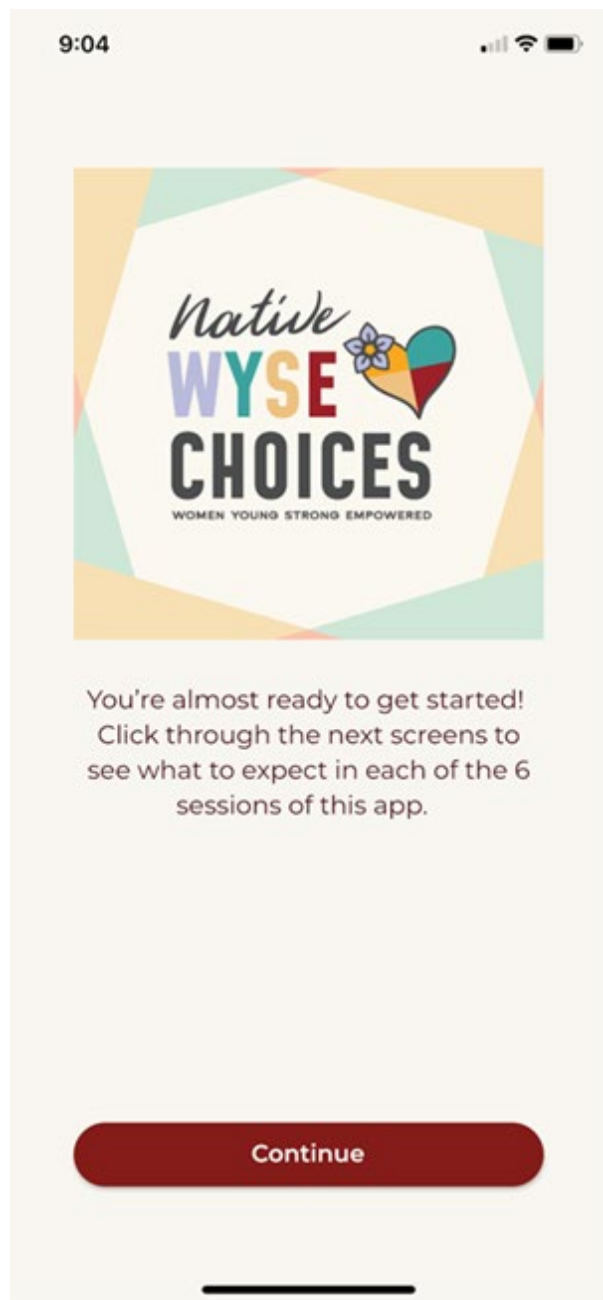 9:04
Native
WYSE
CHOICES
WOMEN YOUNG STRONG EMPOWERED
You’re almost ready to get started!
Click through the next screens to
see what to expect in each of the 6
sessions of this app.
Continue